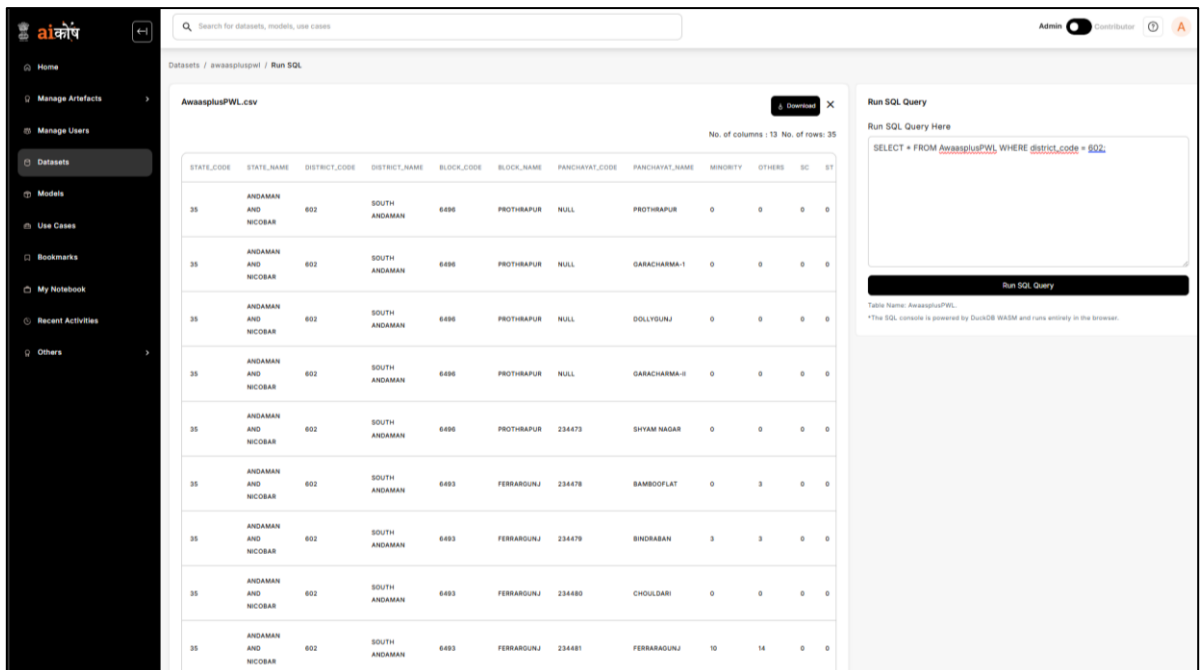 aiकोष
Search for datasets, models, use cases
Admin Contributor A
Home
Manage Artefacts
Manage Users
Datasets
Models
Use Cases
Bookmarks
My Notebook
Recent Activities
Others
Datasets / awaaspluspwl / Run SQL
AwaasplusPWL.csv
Download
No. of columns : 13 No. of rows: 35
STATE_CODE STATE_NAME DISTRICT_CODE DISTRICT_NAME BLOCK_CODE BLOCK_NAME PANCHAYAT_CODE PANCHAYAT_NAME MINORITY OTHERS SC ST
35 ANDAMAN AND NICOBAR 602 SOUTH ANDAMAN 6496 PROTHRAPUR NULL PROTHRAPUR 0 0 0 0
35 ANDAMAN AND NICOBAR 602 SOUTH ANDAMAN 6496 PROTHRAPUR NULL GARACHARMA-1 0 0 0 0
35 ANDAMAN AND NICOBAR 602 SOUTH ANDAMAN 6496 PROTHRAPUR NULL DOLLYGUNJ 0 0 0 0
35 ANDAMAN AND NICOBAR 602 SOUTH ANDAMAN 6496 PROTHRAPUR NULL GARACHARMA-II 0 0 0 0
35 ANDAMAN AND NICOBAR 602 SOUTH ANDAMAN 6496 PROTHRAPUR 234473 SHYAM NAGAR 0 0 0 0
35 ANDAMAN AND NICOBAR 602 SOUTH ANDAMAN 6493 FERRARGUNJ 234478 BAMBOOFLAT 0 3 0 0
35 ANDAMAN AND NICOBAR 602 SOUTH ANDAMAN 6493 FERRARGUNJ 234479 BINDRABAN 3 3 0 0
35 ANDAMAN AND NICOBAR 602 SOUTH ANDAMAN 6493 FERRARGUNJ 234480 CHOULDARI 0 0 0 0
35 ANDAMAN AND NICOBAR 602 SOUTH ANDAMAN 6493 FERRARGUNJ 234481 FERRARAGUNJ 10 14 0 0
Run SQL Query
Run SQL Query Here
SELECT * FROM AwaasplusPWL WHERE district_code = 602;
Run SQL Query
Table Name: AwaasplusPWL.
*The SQL console is powered by DuckDB WASM and runs entirely in the browser.